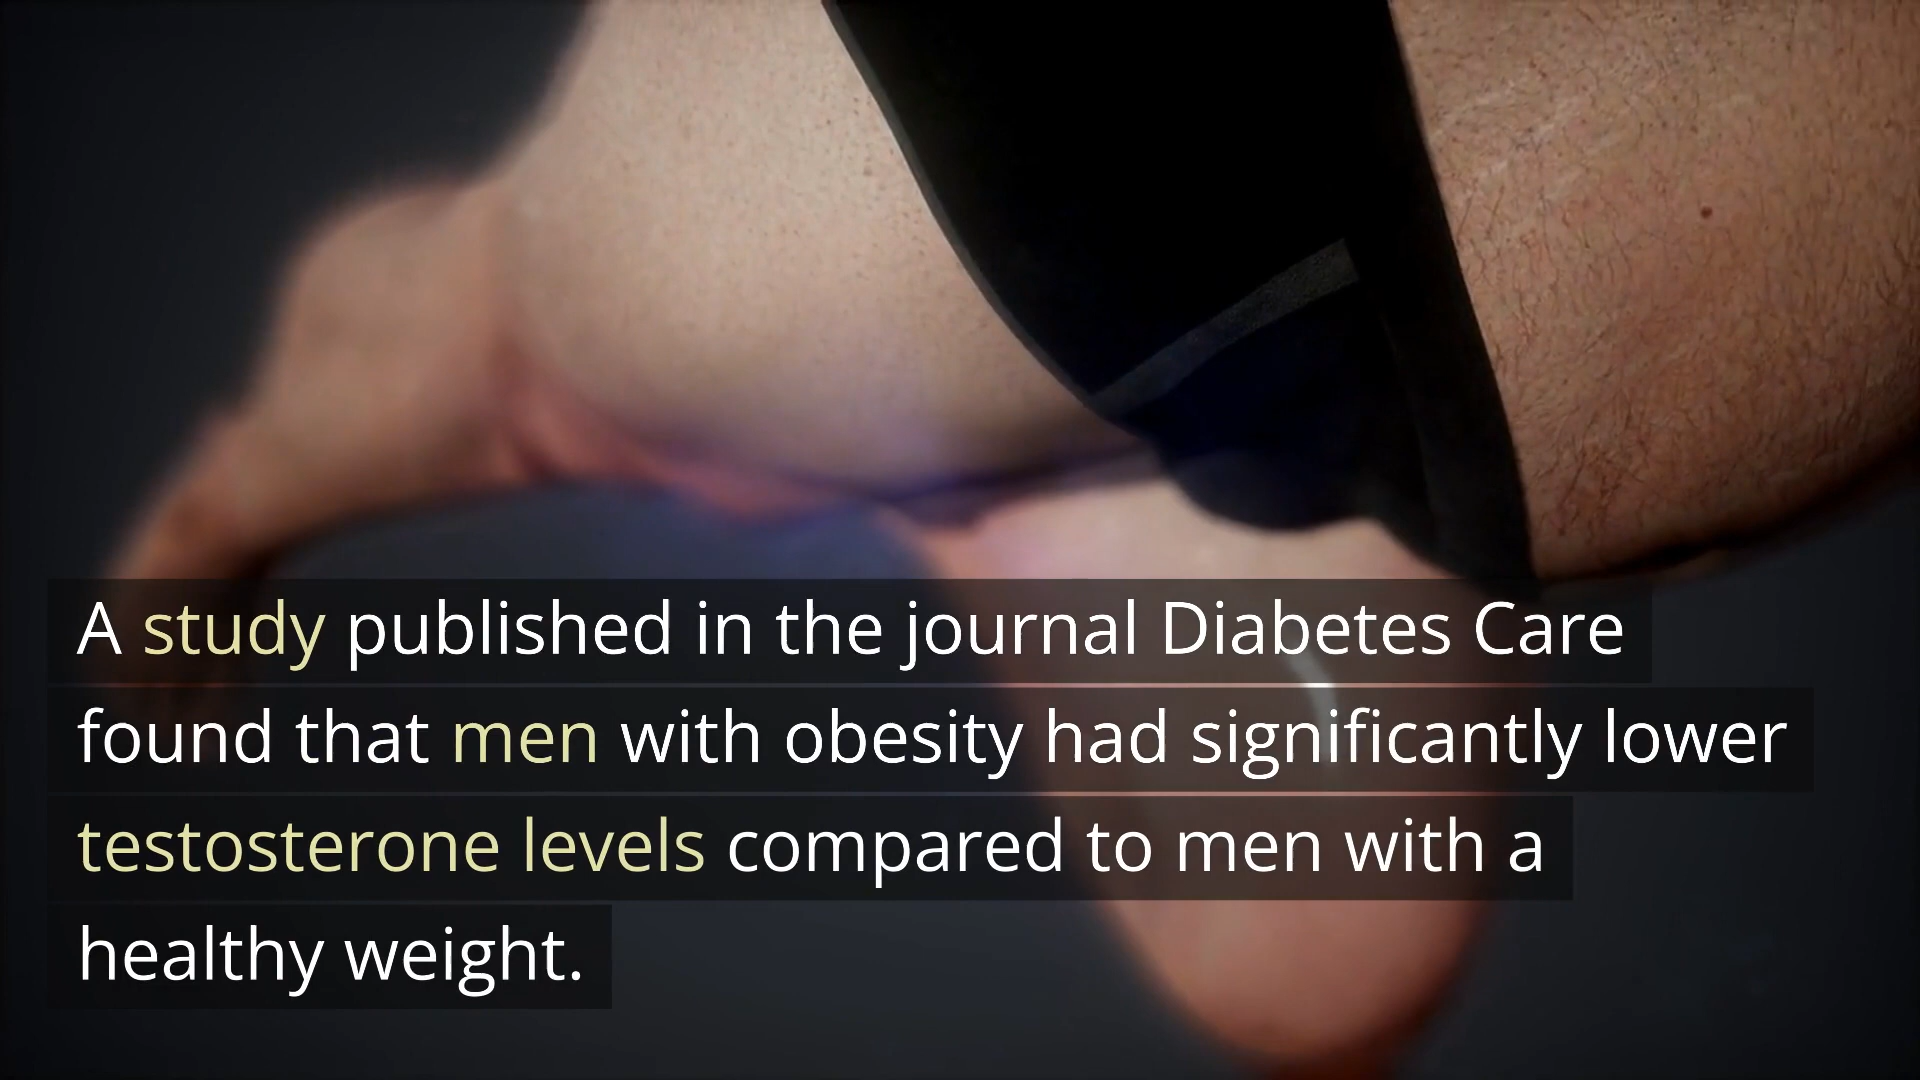 A study published in the journal Diabetes Care
found that men with obesity had significantly lower
testosterone levels compared to men with a
healthy weight.